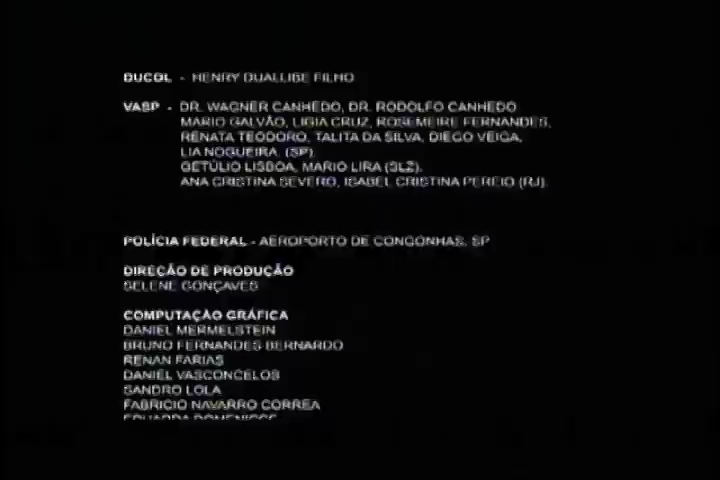 DUCOL - HENRY DUALLIBE FILHO
VASP - DR. WAGNER CANHEDO, DR. RODOLFO CANHEDO
MARIO GALVÃO, LIGIA CRUZ, ROSEMEIRE FERNANDES,
RENATA TEODORO, TALITA DA SILVA, DIEGO VEIGA,
LIA NOGUEIRA, (SP).
GETÚLIO LISBOA, MARIO LIRA (SLZ).
ANA CRISTINA SEVERO, ISABEL CRISTINA PEREIO (RJ).
POLÍCIA FEDERAL - AEROPORTO DE CONGONHAS, SP
DIREÇÃO DE PRODUÇÃO
SELENE GONÇAVES
COMPUTAÇÃO GRÁFICA
DANIEL MERMELSTEIN
BRUNO FERNANDES BERNARDO
RENAN FARIAS
DANIEL VASCONCELOS
SANDRO LOLA
FABRICIO NAVARRO CORREA
EDUARDA